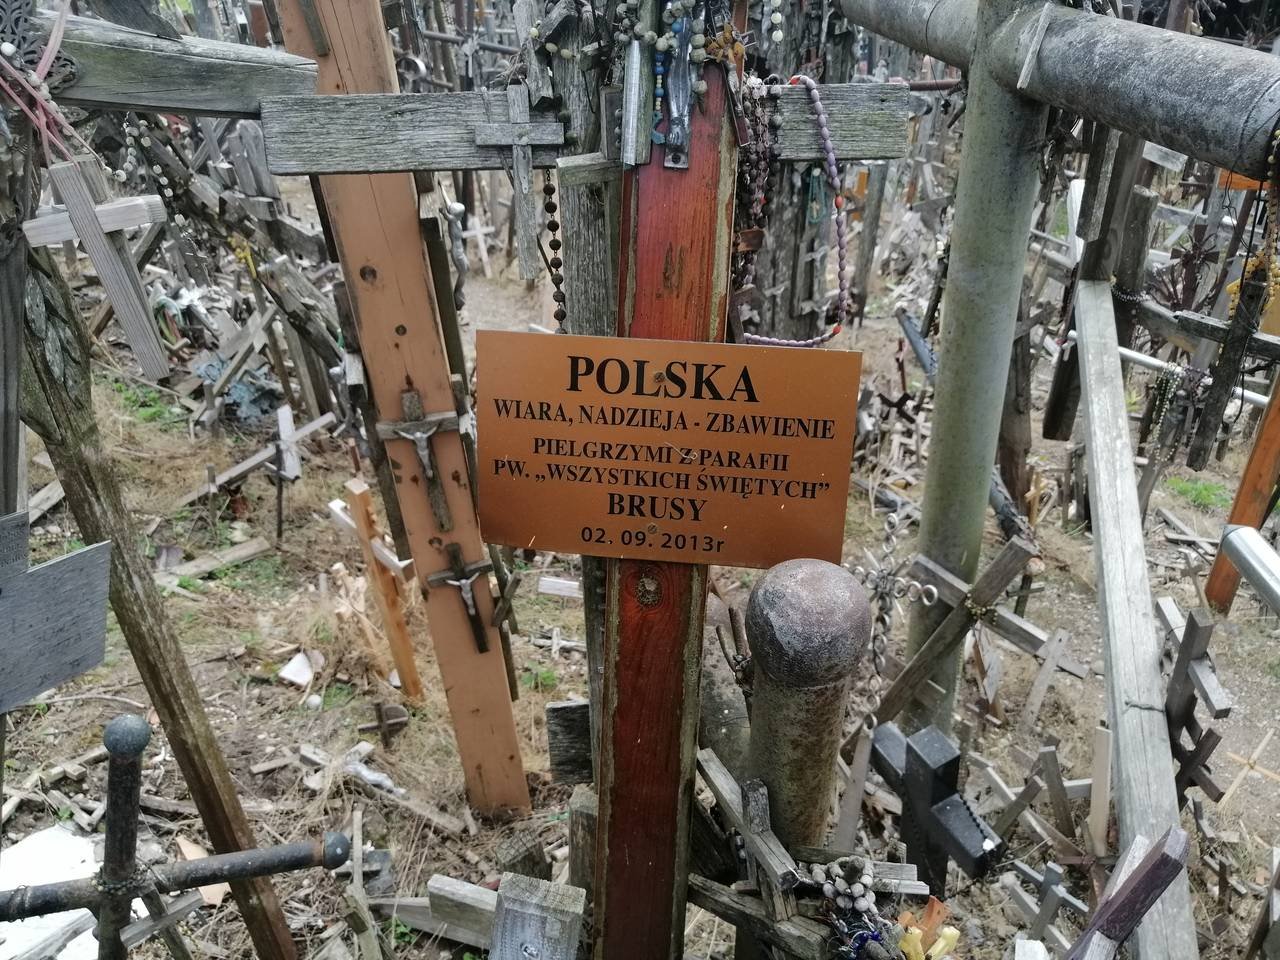 POLSKA
WIARA, NADZIEJA - ZBAWIENIE
PIELGRZYMI Z PARAFII
PW. „WSZYSTKICH ŚWIĘTYCH”
BRUSY
02. 09. 2013r